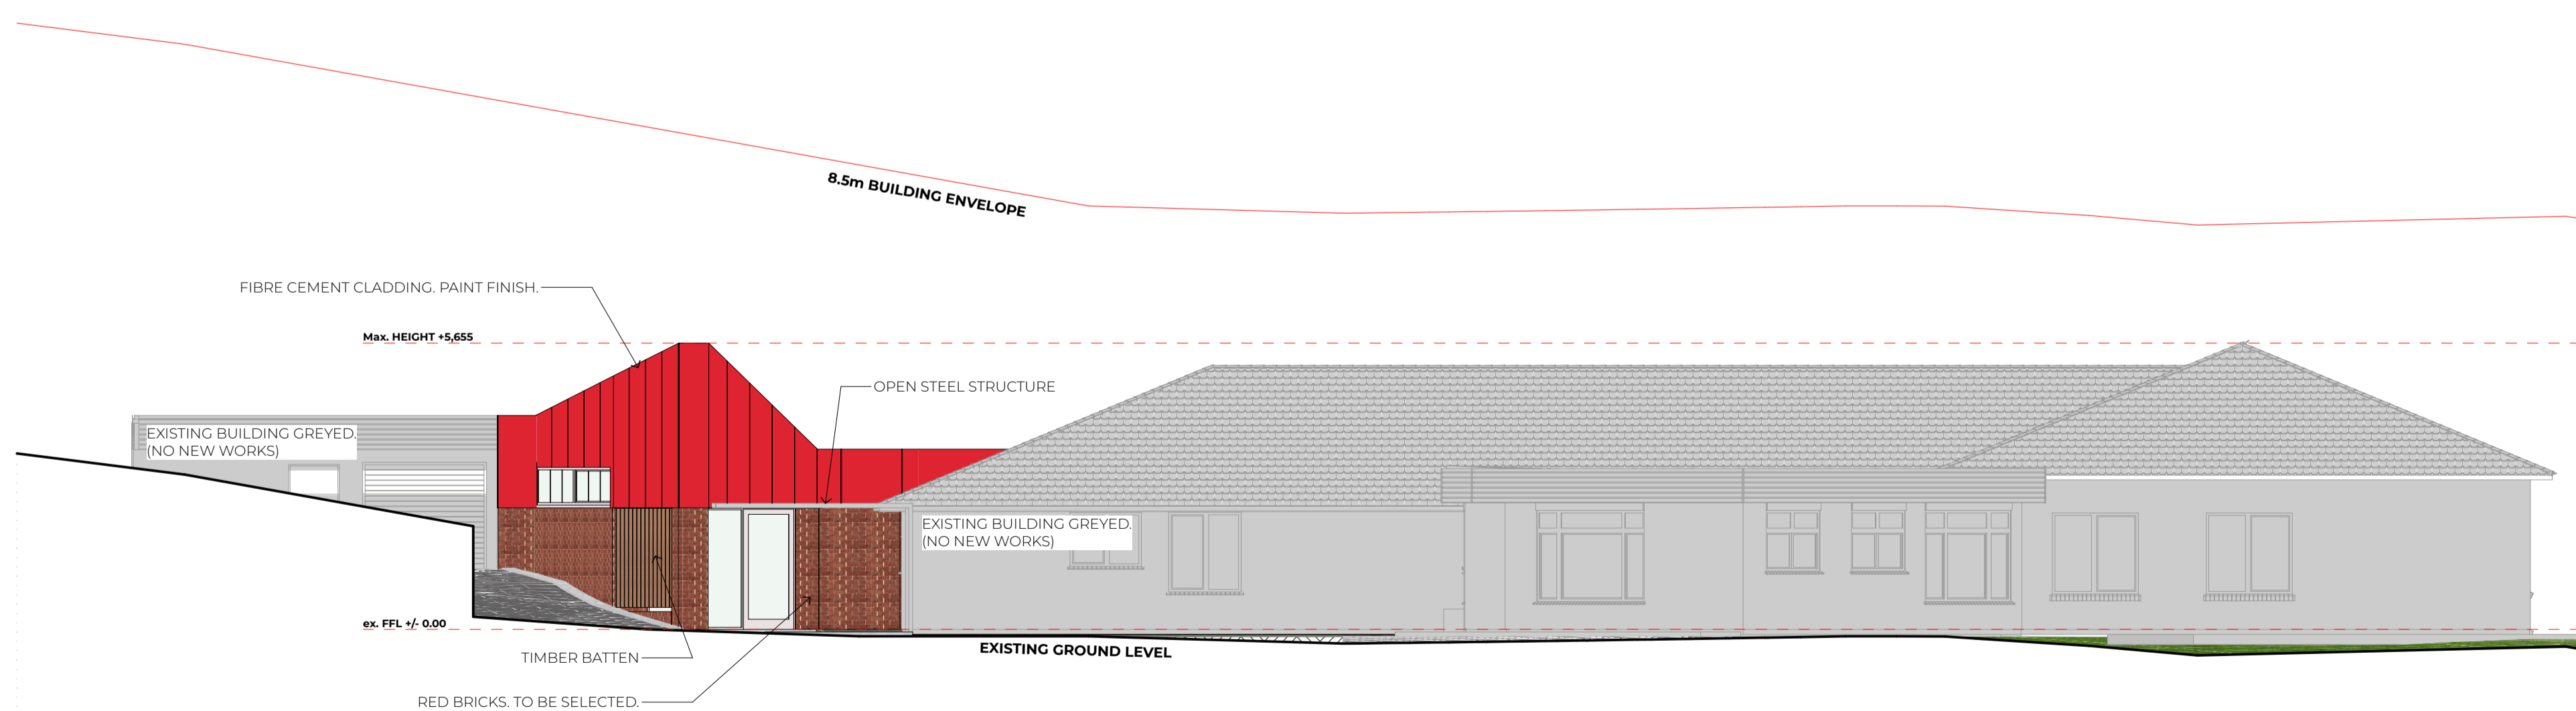 8.5m BUILDING ENVELOPE
FIBRE CEMENT CLADDING. PAINT FINISH.
Max. HEIGHT +5,655
OPEN STEEL STRUCTURE
EXISTING BUILDING GREYED.
(NO NEW WORKS)
EXISTING BUILDING GREYED.
(NO NEW WORKS)
ex. FFL +/- 0.00
EXISTING GROUND LEVEL
TIMBER BATTEN
RED BRICKS. TO BE SELECTED.